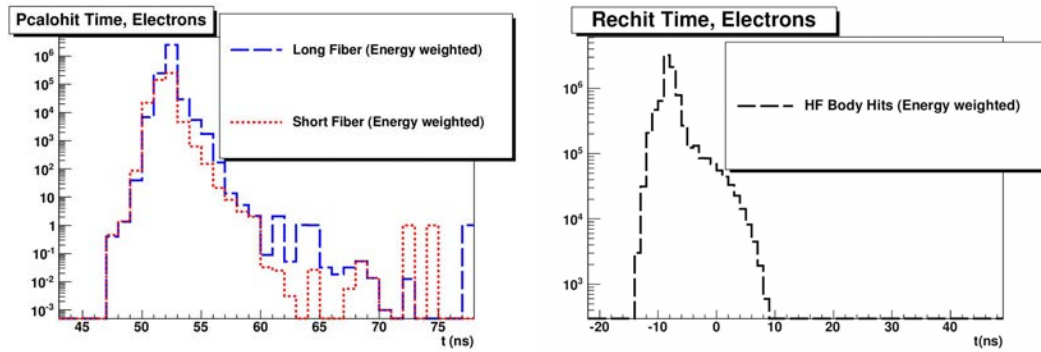 Pcalohit Time, Electrons
Long Fiber (Energy weighted)
Short Fiber (Energy weighted)
10⁶
10⁵
10⁴
10³
10²
10
1
10⁻¹
10⁻²
10⁻³
45 50 55 60 65 70 75
t (ns)
Rechit Time, Electrons
HF Body Hits (Energy weighted)
10⁶
10⁵
10⁴
10³
-20 -10 0 10 20 30 40
t(ns)